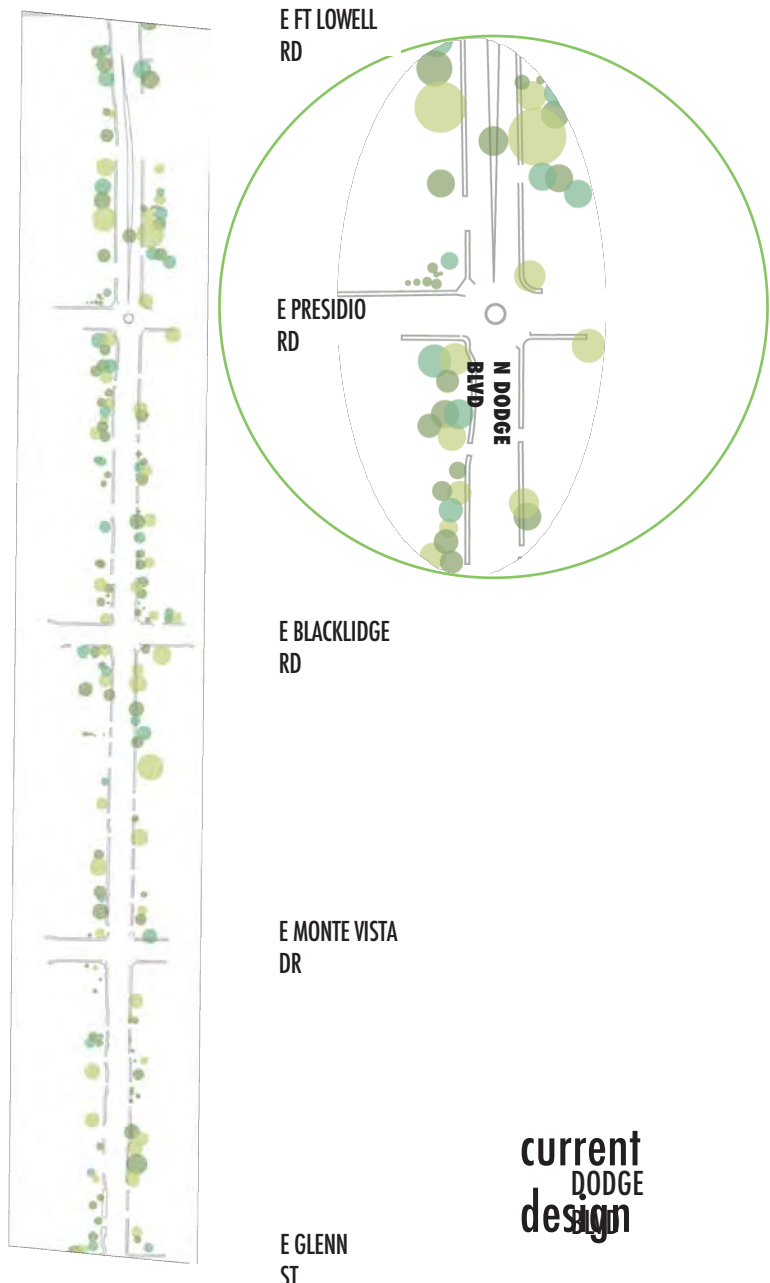 E FT LOWELL
RD
E PRESIDIO
RD
N DODGE
BLVD
E BLACKLIDGE
RD
E MONTE VISTA
DR
current
DODGE
design
BLVD
E GLENN
ST